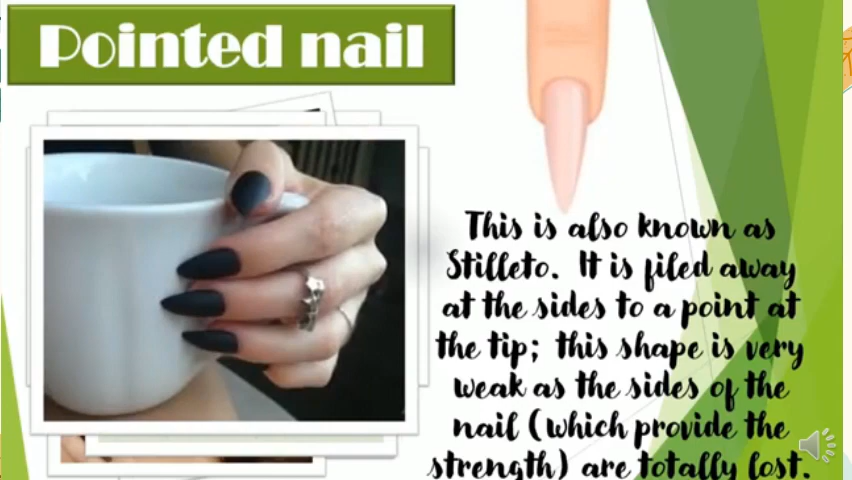 Pointed nail
This is also known as
Stilleto. It is filed away
at the sides to a point at
the tip; this shape is very
weak as the sides of the
nail (which provide the
strength) are totally lost.